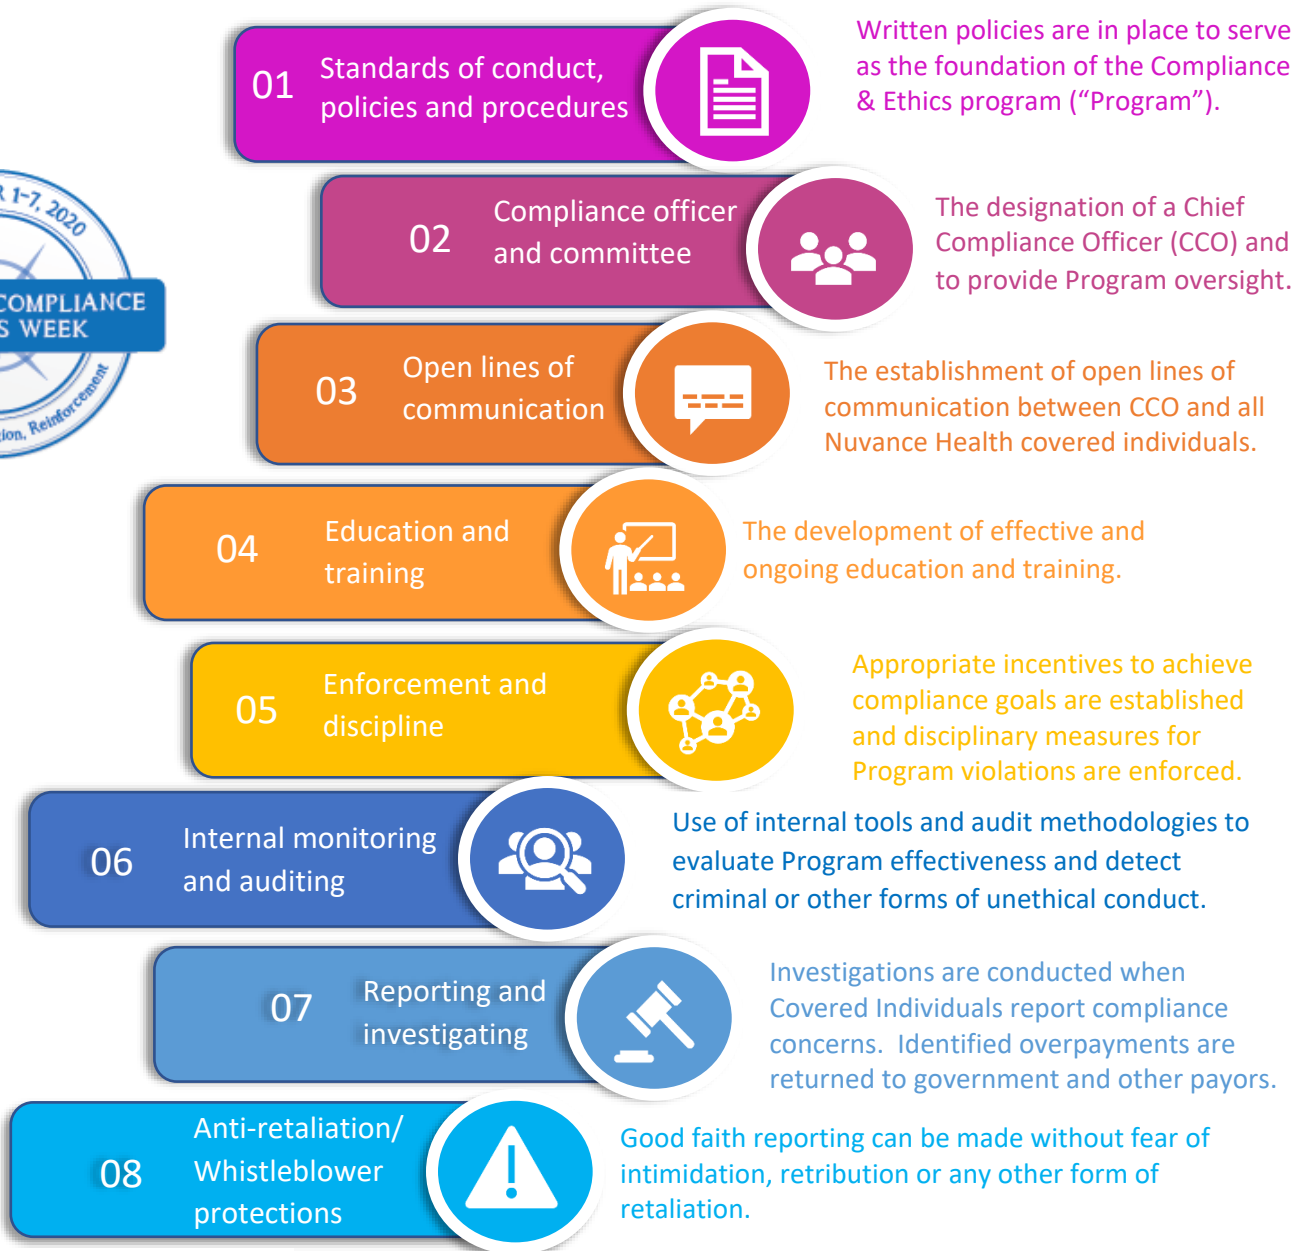 01
Standards of conduct,
policies and procedures
Written policies are in place to serve
as the foundation of the Compliance
& Ethics program (“Program”).
R 1-7, 2020
COMPLIANCE
S WEEK
tion, Reinforcement
02
Compliance officer
and committee
The designation of a Chief
Compliance Officer (CCO) and
to provide Program oversight.
03
Open lines of
communication
The establishment of open lines of
communication between CCO and all
Nuvance Health covered individuals.
04
Education and
training
The development of effective and
ongoing education and training.
05
Enforcement and
discipline
Appropriate incentives to achieve
compliance goals are established
and disciplinary measures for
Program violations are enforced.
06
Internal monitoring
and auditing
Use of internal tools and audit methodologies to
evaluate Program effectiveness and detect
criminal or other forms of unethical conduct.
07
Reporting and
investigating
Investigations are conducted when
Covered Individuals report compliance
concerns.  Identified overpayments are
returned to government and other payors.
08
Anti-retaliation/
Whistleblower
protections
Good faith reporting can be made without fear of
intimidation, retribution or any other form of
retaliation.